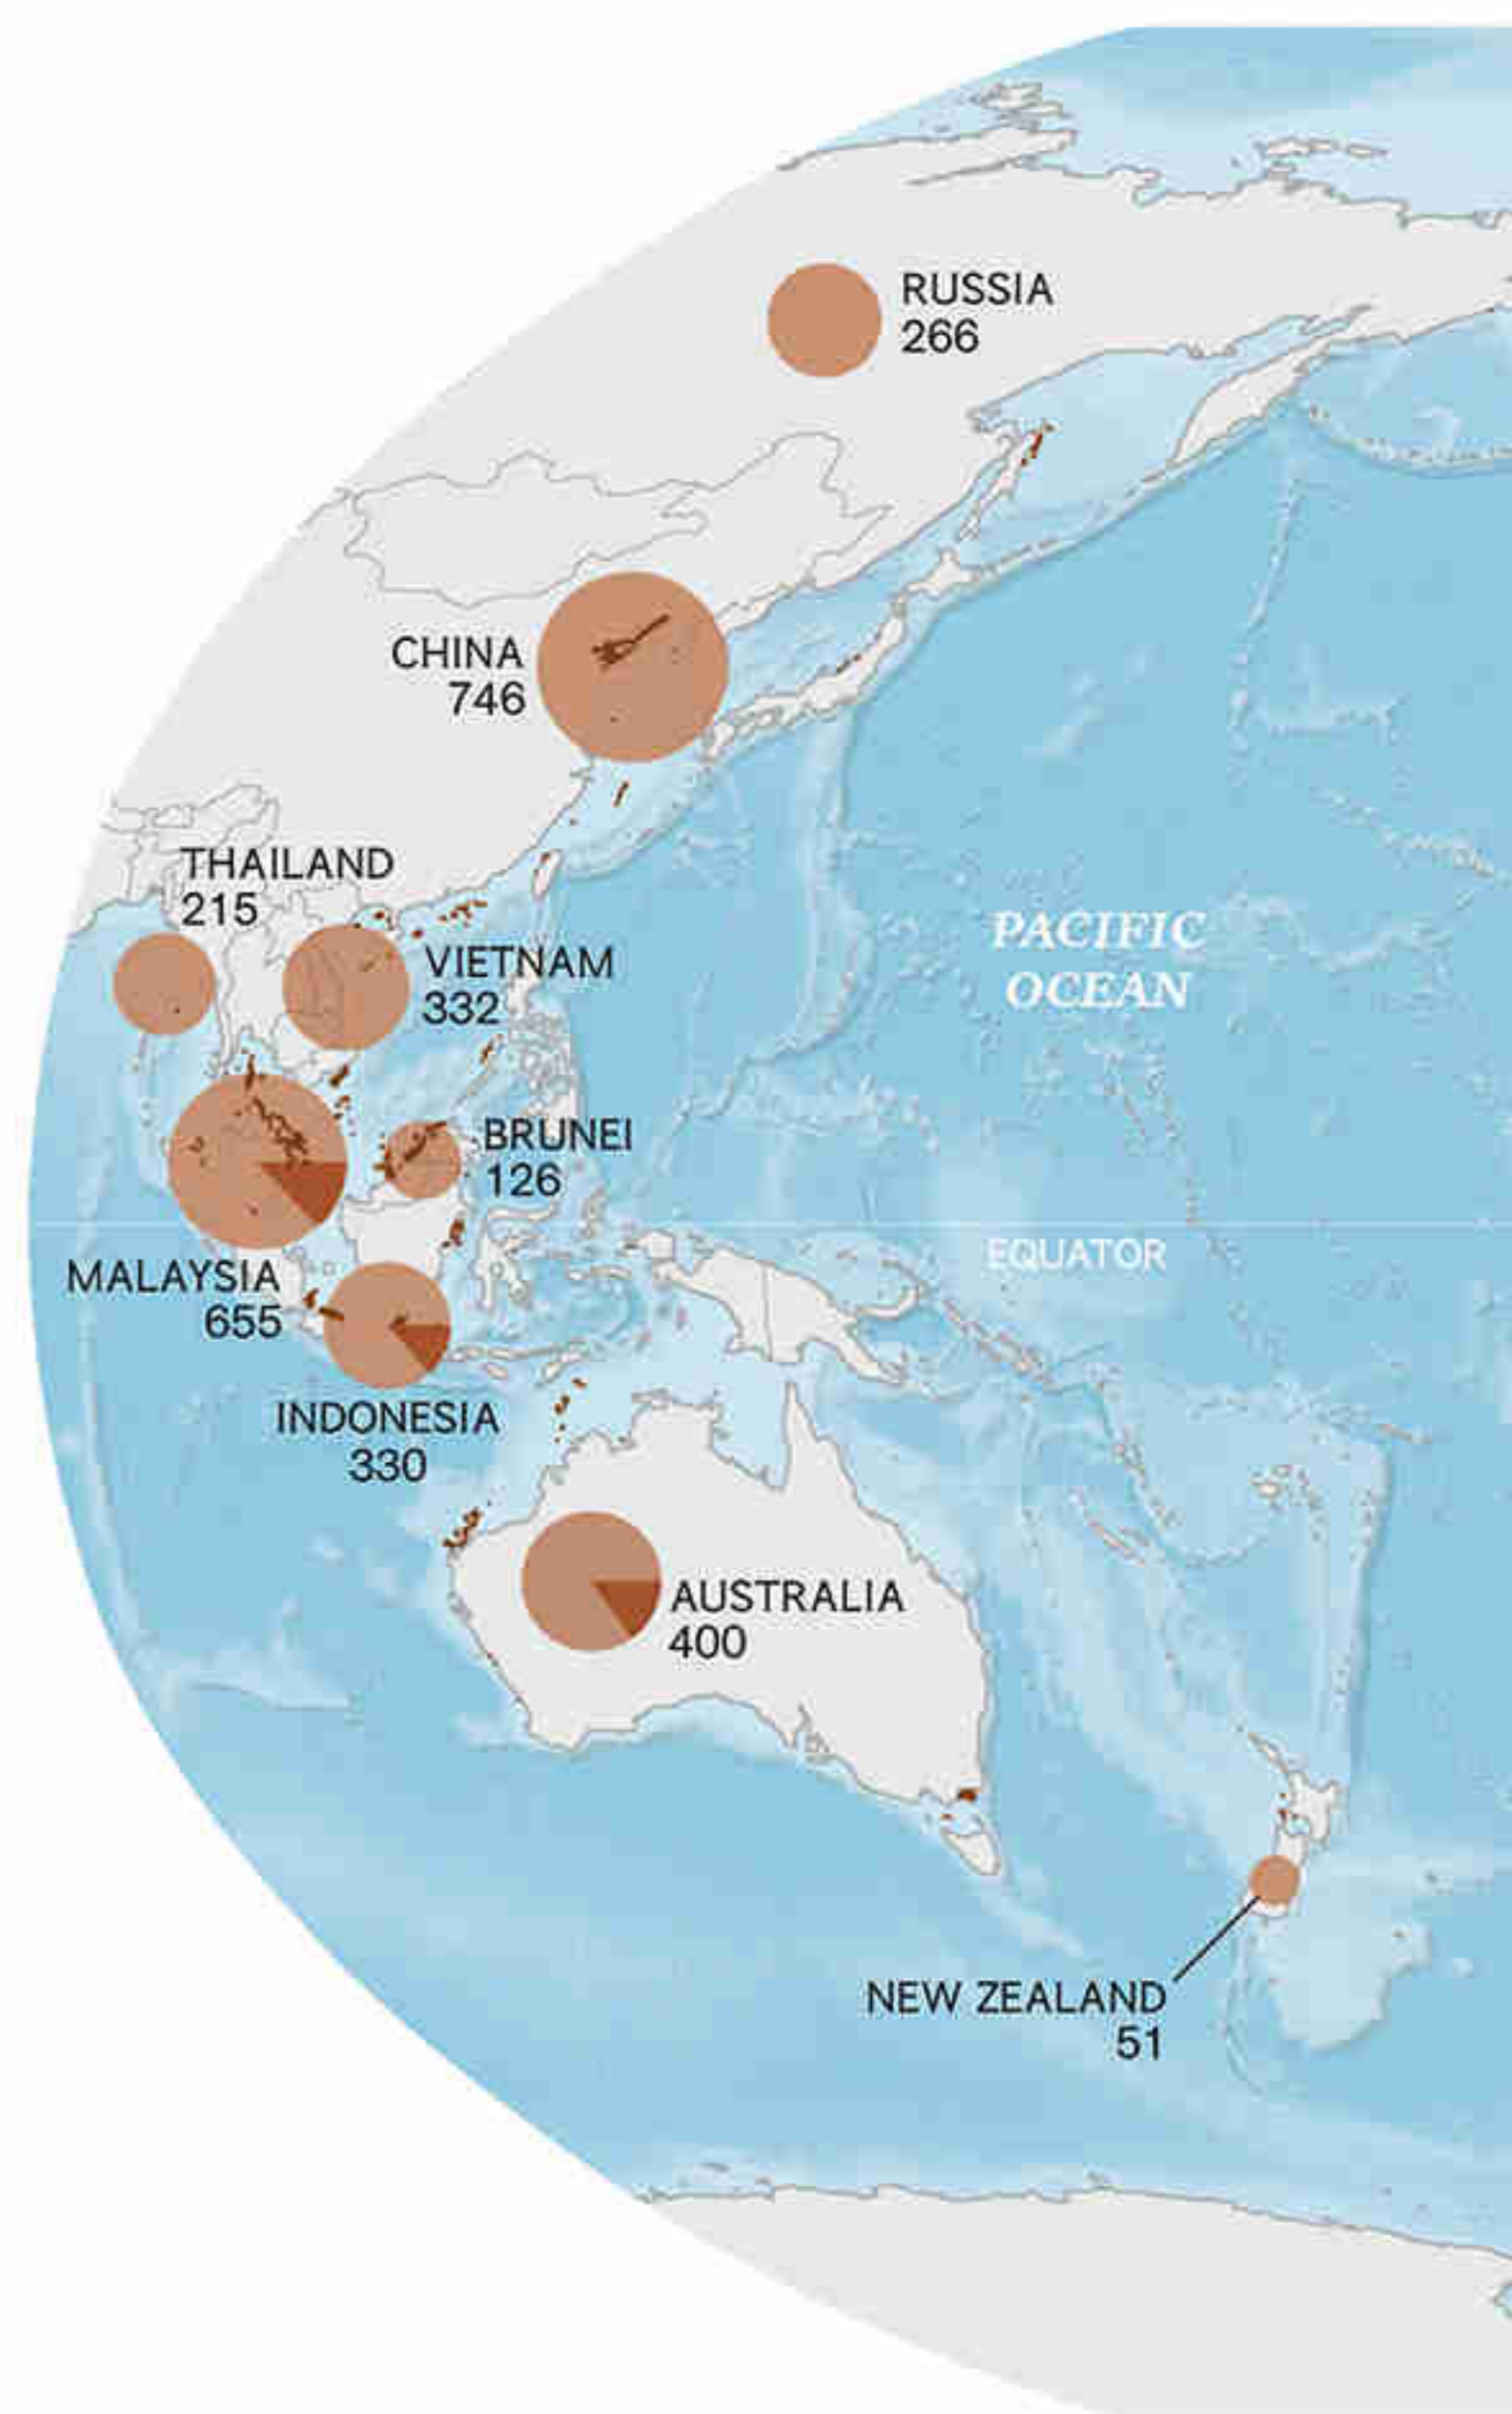 RUSSIA
266
CHINA
746
THAILAND
215
VIETNAM
332
PACIFIC
OCEAN
BRUNEI
126
EQUATOR
MALAYSIA
655
INDONESIA
330
AUSTRALIA
400
NEW ZEALAND
51